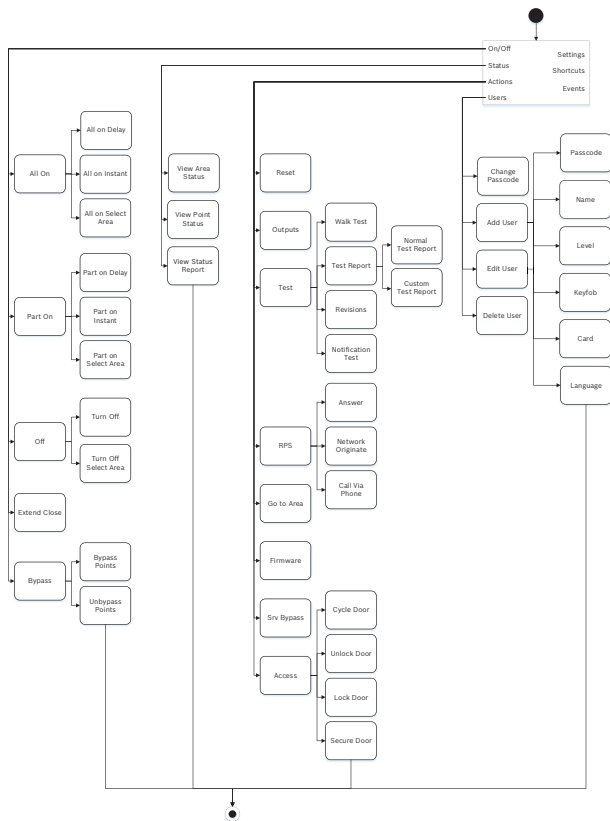 On/Off
Settings
Status
Shortcuts
Actions
Events
Users
All On
All on Delay
All on Instant
All on Select
Area
Part On
Part on Delay
Part on
Instant
Part on
Select Area
Off
Turn Off
Turn Off
Select Area
Extend Close
Bypass
Bypass
Points
Unbypass
Points
View Area
Status
View Point
Status
View Status
Report
Reset
Outputs
Test
Walk Test
Test Report
Normal
Test Report
Custom
Test Report
Revisions
Notification
Test
RPS
Answer
Network
Originate
Call Via
Phone
Go to Area
Firmware
Srv Bypass
Access
Cycle Door
Unlock Door
Lock Door
Secure Door
Change
Passcode
Add User
Edit User
Delete User
Passcode
Name
Level
Keyfob
Card
Language